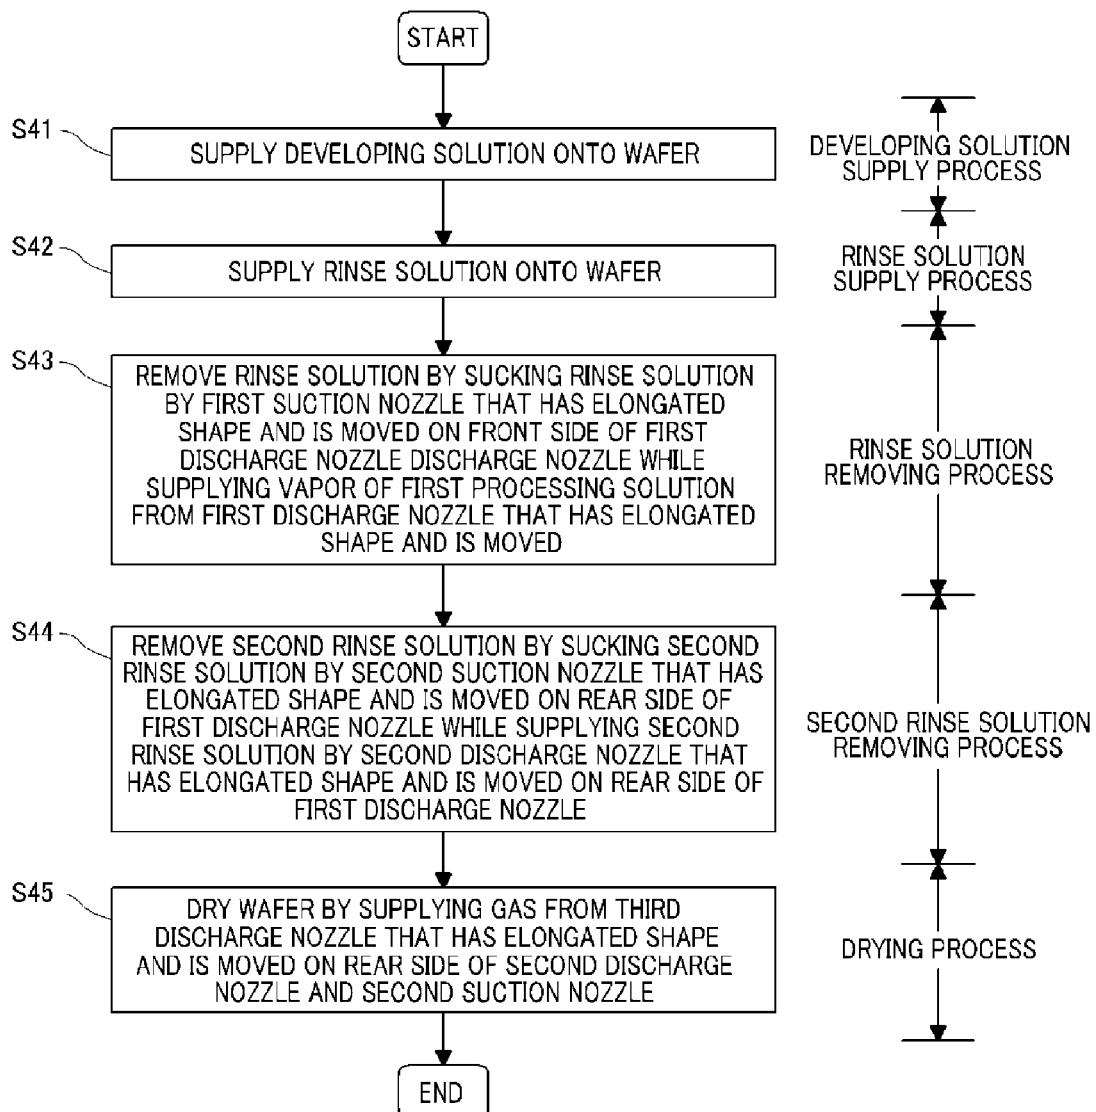 START
S41
SUPPLY DEVELOPING SOLUTION ONTO WAFER
DEVELOPING SOLUTION
SUPPLY PROCESS
S42
SUPPLY RINSE SOLUTION ONTO WAFER
RINSE SOLUTION
SUPPLY PROCESS
S43
REMOVE RINSE SOLUTION BY SUCKING RINSE SOLUTION
BY FIRST SUCTION NOZZLE THAT HAS ELONGATED
SHAPE AND IS MOVED ON FRONT SIDE OF FIRST
DISCHARGE NOZZLE DISCHARGE NOZZLE WHILE
SUPPLYING VAPOR OF FIRST PROCESSING SOLUTION
FROM FIRST DISCHARGE NOZZLE THAT HAS ELONGATED
SHAPE AND IS MOVED
RINSE SOLUTION
REMOVING PROCESS
S44
REMOVE SECOND RINSE SOLUTION BY SUCKING SECOND
RINSE SOLUTION BY SECOND SUCTION NOZZLE THAT HAS
ELONGATED SHAPE AND IS MOVED ON REAR SIDE OF
FIRST DISCHARGE NOZZLE WHILE SUPPLYING SECOND
RINSE SOLUTION BY SECOND DISCHARGE NOZZLE THAT
HAS ELONGATED SHAPE AND IS MOVED ON REAR SIDE OF
FIRST DISCHARGE NOZZLE
SECOND RINSE SOLUTION
REMOVING PROCESS
S45
DRY WAFER BY SUPPLYING GAS FROM THIRD
DISCHARGE NOZZLE THAT HAS ELONGATED SHAPE
AND IS MOVED ON REAR SIDE OF SECOND DISCHARGE
NOZZLE AND SECOND SUCTION NOZZLE
DRYING PROCESS
END